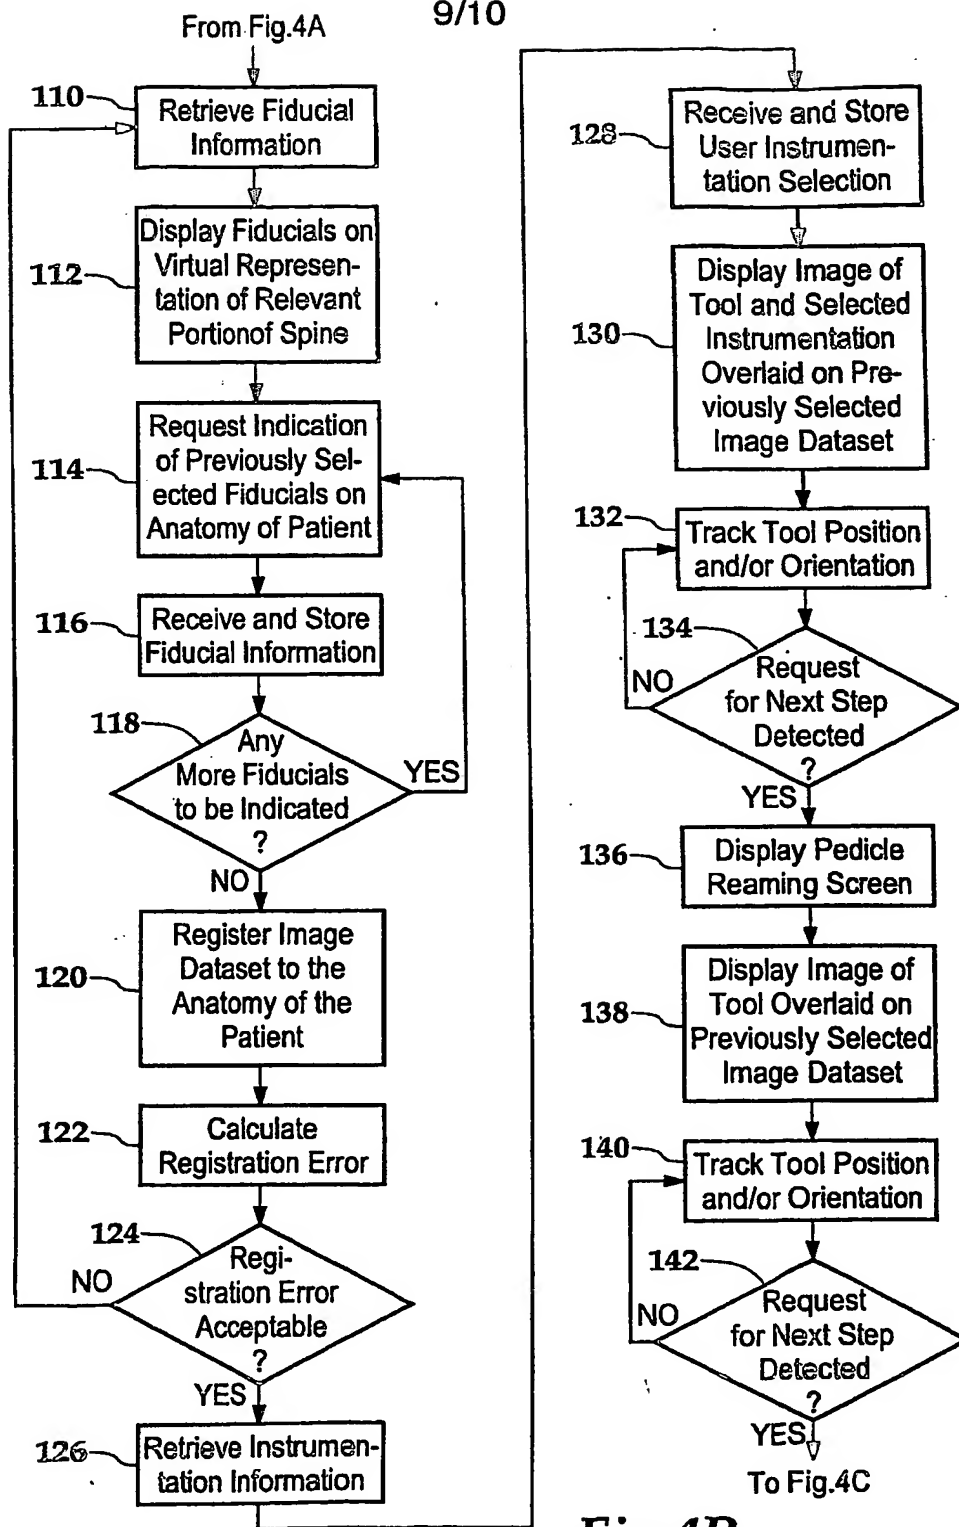 9/10
From Fig.4A
110
Retrieve Fiducial
Information
112
Display Fiducials on
Virtual Represen-
tation of Relevant
Portionof Spine
114
Request Indication
of Previously Sel-
ected Fiducials on
Anatomy of Patient
116
Receive and Store
Fiducial Information
118
Any
More Fiducials
to be Indicated
?
YES
NO
120
Register Image
Dataset to the
Anatomy of the
Patient
122
Calculate
Registration Error
124
Regi-
stration Error
Acceptable
?
NO
YES
126
Retrieve Instrumen-
tation Information
128
Receive and Store
User Instrumen-
tation Selection
130
Display Image of
Tool and Selected
Instrumentation
Overlaid on Pre-
viously Selected
Image Dataset
132
Track Tool Position
and/or Orientation
134
Request
for Next Step
Detected
?
NO
YES
136
Display Pedicle
Reaming Screen
138
Display Image of
Tool Overlaid on
Previously Selected
Image Dataset
140
Track Tool Position
and/or Orientation
142
Request
for Next Step
Detected
?
NO
YES
To Fig.4C
Fig.4B